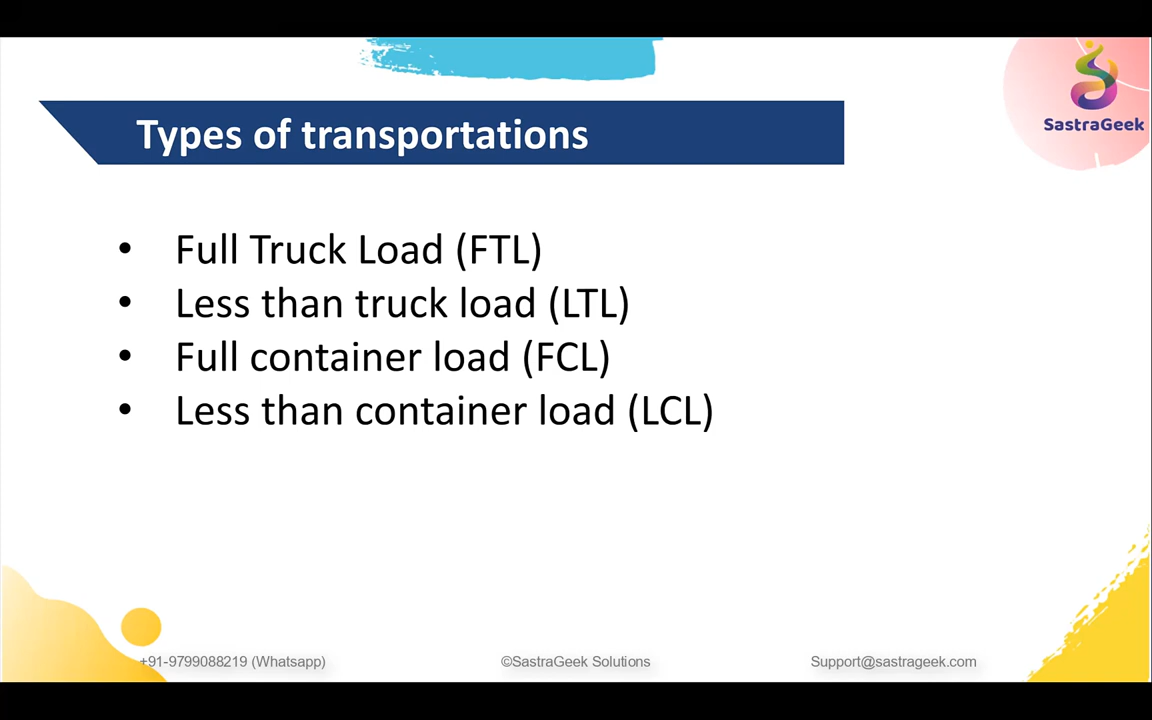 SastraGeek
Types of transportations
• Full Truck Load (FTL)
• Less than truck load (LTL)
• Full container load (FCL)
• Less than container load (LCL)
+91-9799088219 (Whatsapp) ©SastraGeek Solutions Support@sastrageek.com